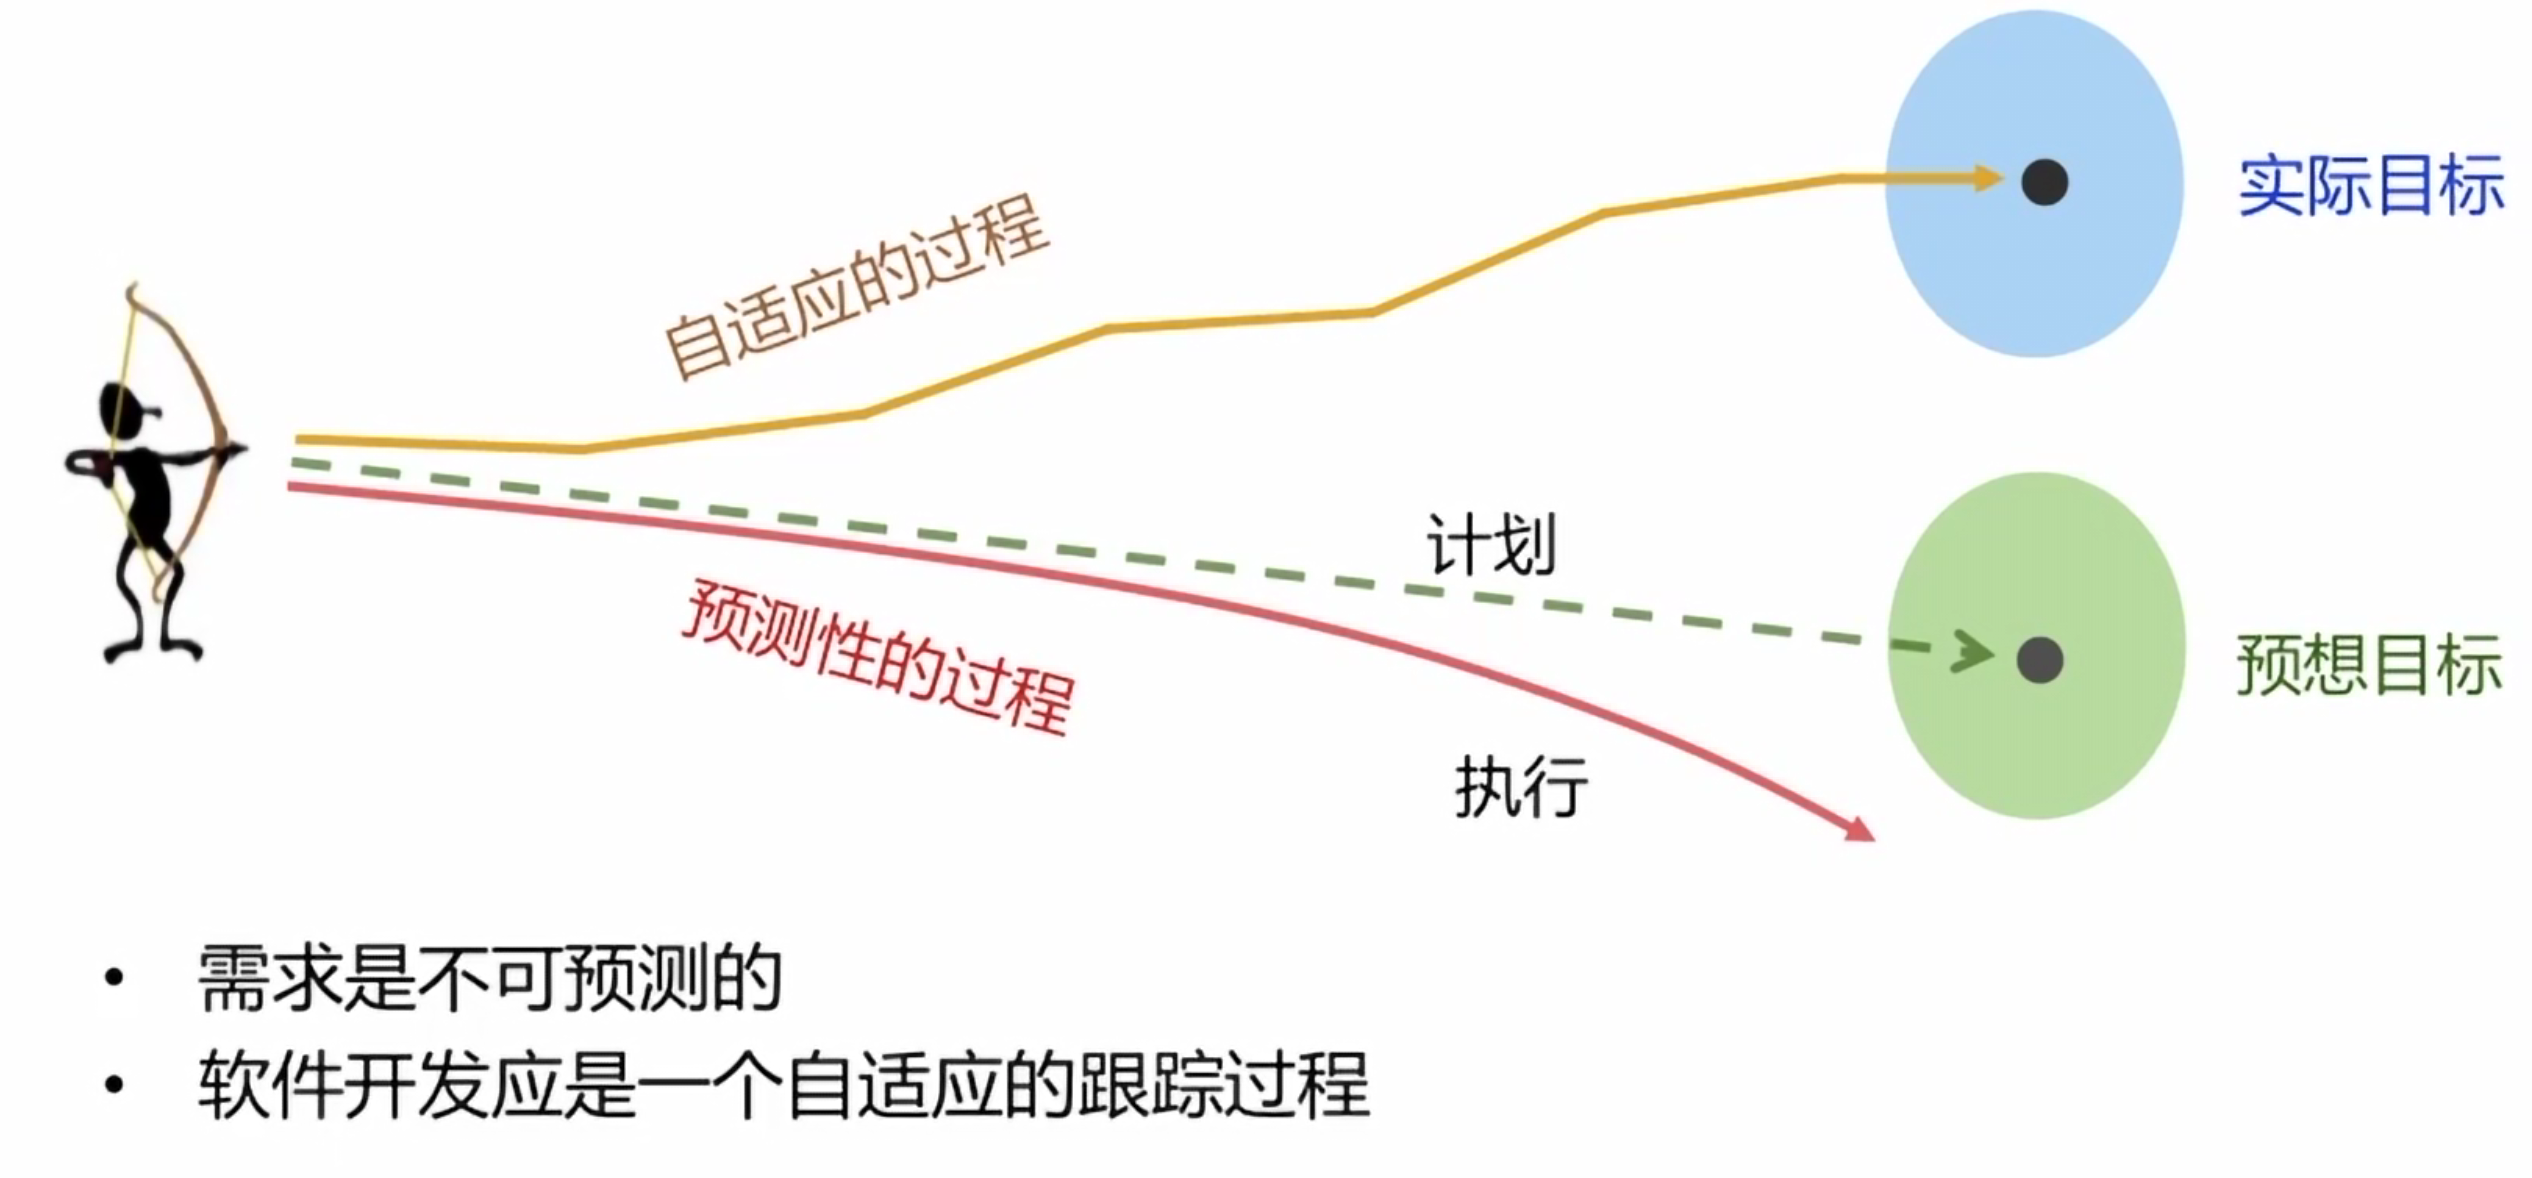 实际目标
自适应的过程
计划
预测性的过程
预想目标
执行
• 需求是不可预测的
• 软件开发应是一个自适应的跟踪过程